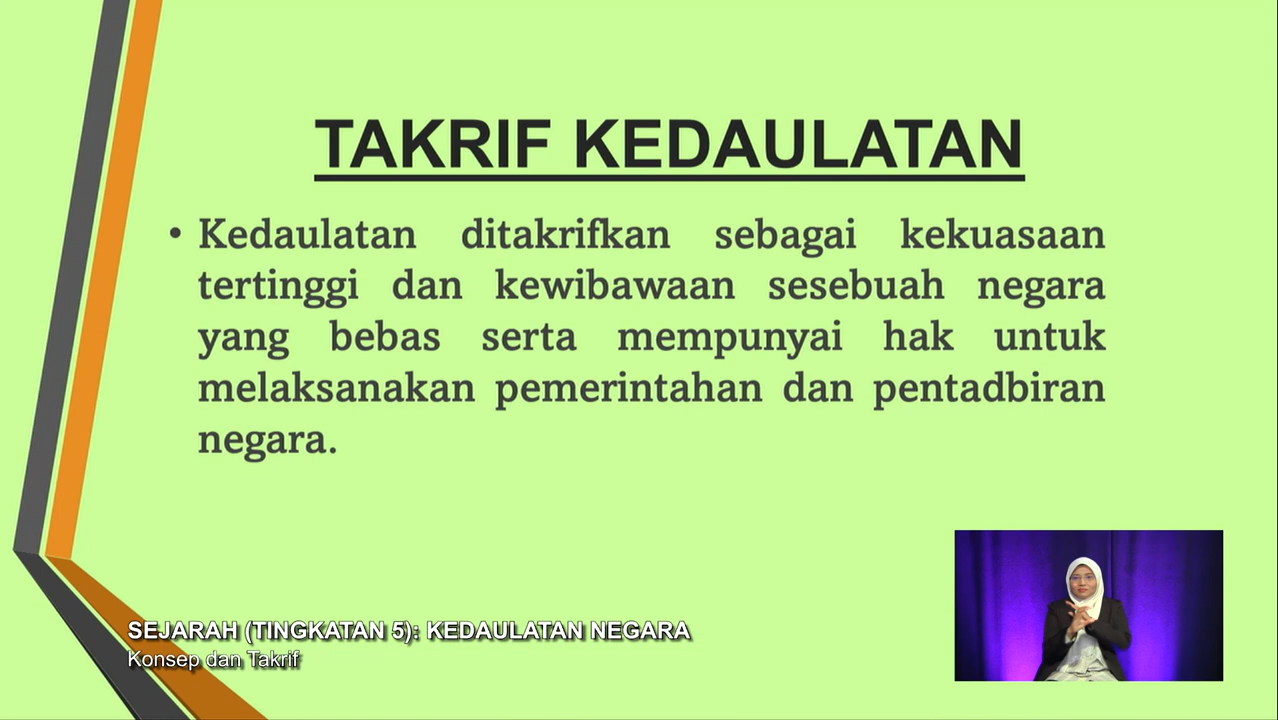 TAKRIF KEDAULATAN
• Kedaulatan ditakrifkan sebagai kekuasaan
tertinggi dan kewibawaan sesebuah negara
yang bebas serta mempunyai hak untuk
melaksanakan pemerintahan dan pentadbiran
negara.
SEJARAH (TINGKATAN 5): KEDAULATAN NEGARA
Konsep dan Takrif